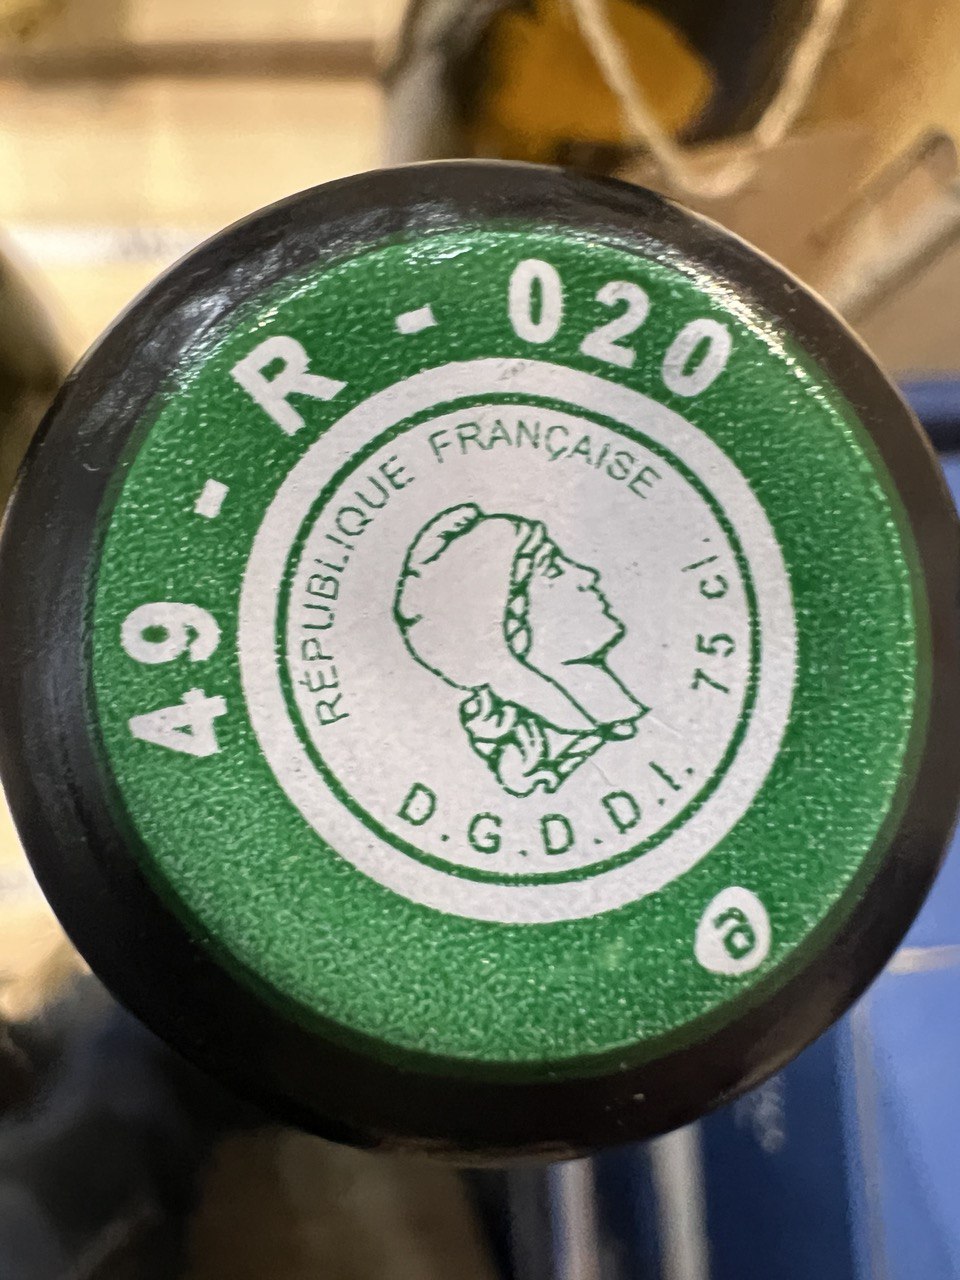 49 - R - 020
RÉPUBLIQUE FRANÇAISE
75 cl.
D.G.D.D.I.
a